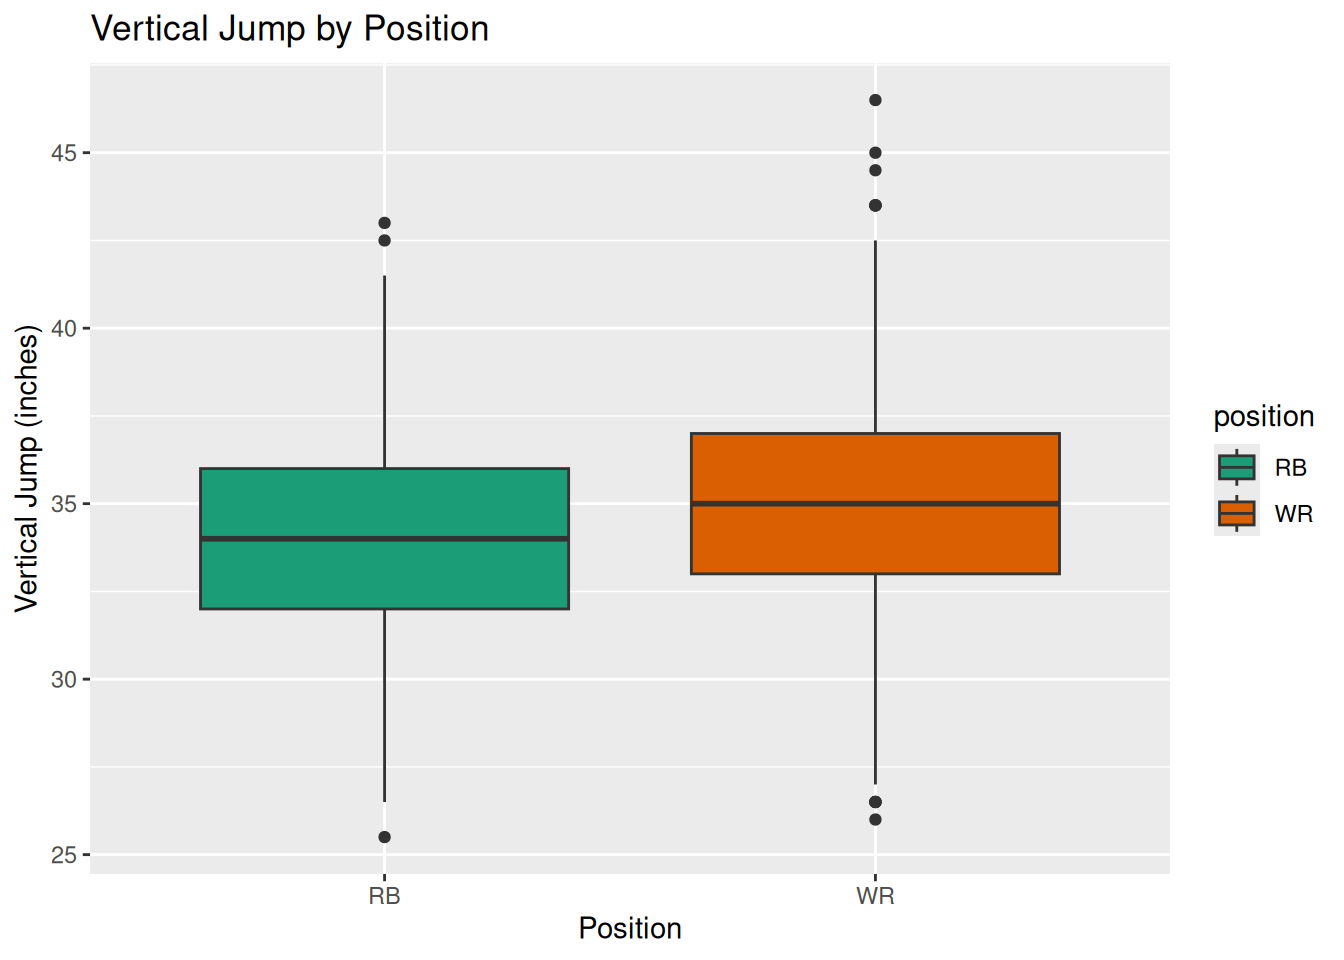 Vertical Jump by Position
Vertical Jump (inches)
45
40
35
30
25
RB
WR
Position
position
RB
WR